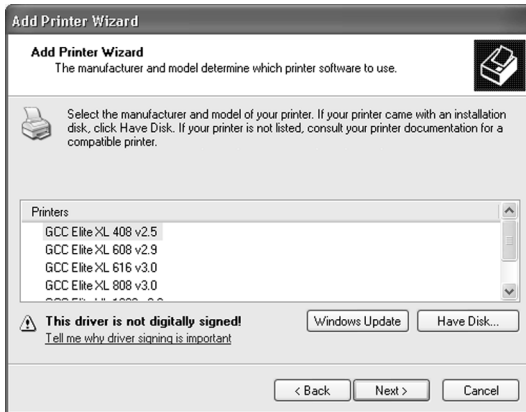 Add Printer Wizard
Add Printer Wizard
The manufacturer and model determine which printer software to use.
Select the manufacturer and model of your printer. If your printer came with an installation
disk, click Have Disk. If your printer is not listed, consult your printer documentation for a
compatible printer.
Printers
GCC Elite XL 408 v2.5
GCC Elite XL 608 v2.9
GCC Elite XL 616 v3.0
GCC Elite XL 808 v3.0
This driver is not digitally signed!
Tell me why driver signing is important
Windows Update
Have Disk...
< Back
Next >
Cancel